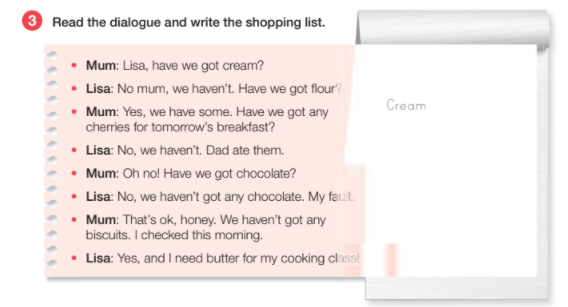 3 Read the dialogue and write the shopping list.
• Mum: Lisa, have we got cream?
• Lisa: No mum, we haven't. Have we got flour?
• Mum: Yes, we have some. Have we got any
cherries for tomorrow's breakfast?
• Lisa: No, we haven't. Dad ate them.
• Mum: Oh no! Have we got chocolate?
• Lisa: No, we haven't got any chocolate. My fault.
• Mum: That's ok, honey. We haven't got any
biscuits. I checked this morning.
• Lisa: Yes, and I need butter for my cooking class!
Cream